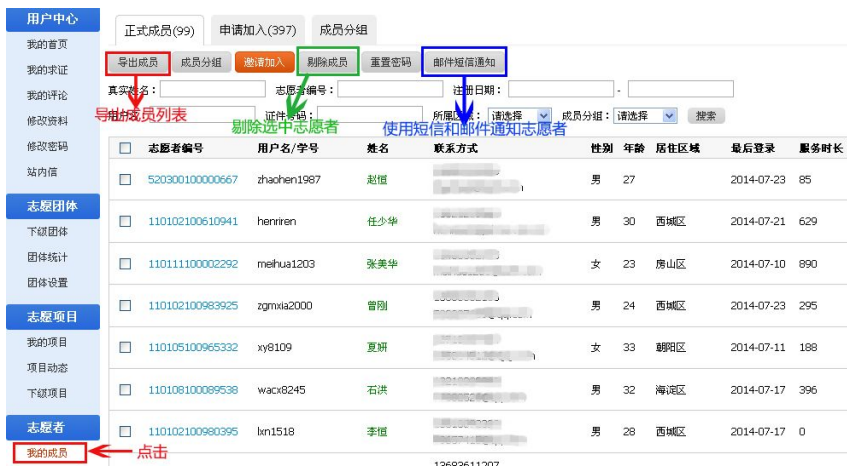 用户中心
我的首页
我的求证
我的评论
修改资料
修改密码
站内信
志愿团体
下级团体
团体统计
团体设置
志愿项目
我的项目
项目动态
下级项目
志愿者
我的成员
点击
正式成员(99) 申请加入(397) 成员分组
导出成员 成员分组 邀请加入 剔除成员 重置密码 邮件短信通知
真实姓名： 志愿者编号： 注册日期： -
证件号码： 所属区域： 请选择 成员分组： 请选择 搜索
导出成员列表
剔除选中志愿者
使用短信和邮件通知志愿者
志愿者编号 用户名/学号 姓名 联系方式 性别 年龄 居住区域 最后登录 服务时长
520300100000667 zhaohen1987 赵恒 男 27 2014-07-23 85
110102100610941 henriren 任少华 男 30 西城区 2014-07-21 629
110111100002292 meihua1203 张美华 女 23 房山区 2014-07-10 890
110102100983925 zgmxia2000 曾刚 男 24 西城区 2014-07-23 295
110105100965332 xy8109 夏妍 女 33 朝阳区 2014-07-11 188
110108100089538 wacx8245 石洪 男 32 海淀区 2014-07-17 396
110102100980395 lxn1518 李恒 男 28 西城区 2014-07-17 0